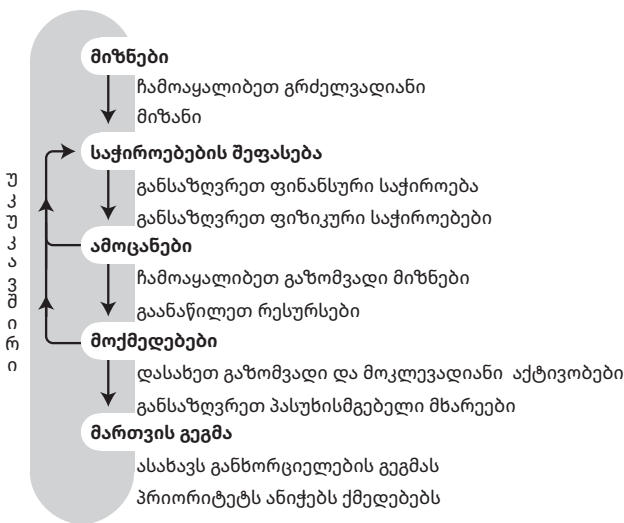 მიზნები
ჩამოაყალიბეთ გრძელვადიანი
მიზანი
საჭიროებების შეფასება
განსაზღვრეთ ფინანსური საჭიროება
განსაზღვრეთ ფიზიკური საჭიროებები
ამოცანები
ჩამოაყალიბეთ გაზომვადი მიზნები
გაანაწილეთ რესურსები
მოქმედებები
დასახეთ გაზომვადი და მოკლევადიანი აქტივობები
განსაზღვრეთ პასუხისმგებელი მხარეები
მართვის გეგმა
ასახავს განხორციელების გეგმას
პრიორიტეტს ანიჭებს ქმედებებს
უკუკავშირი